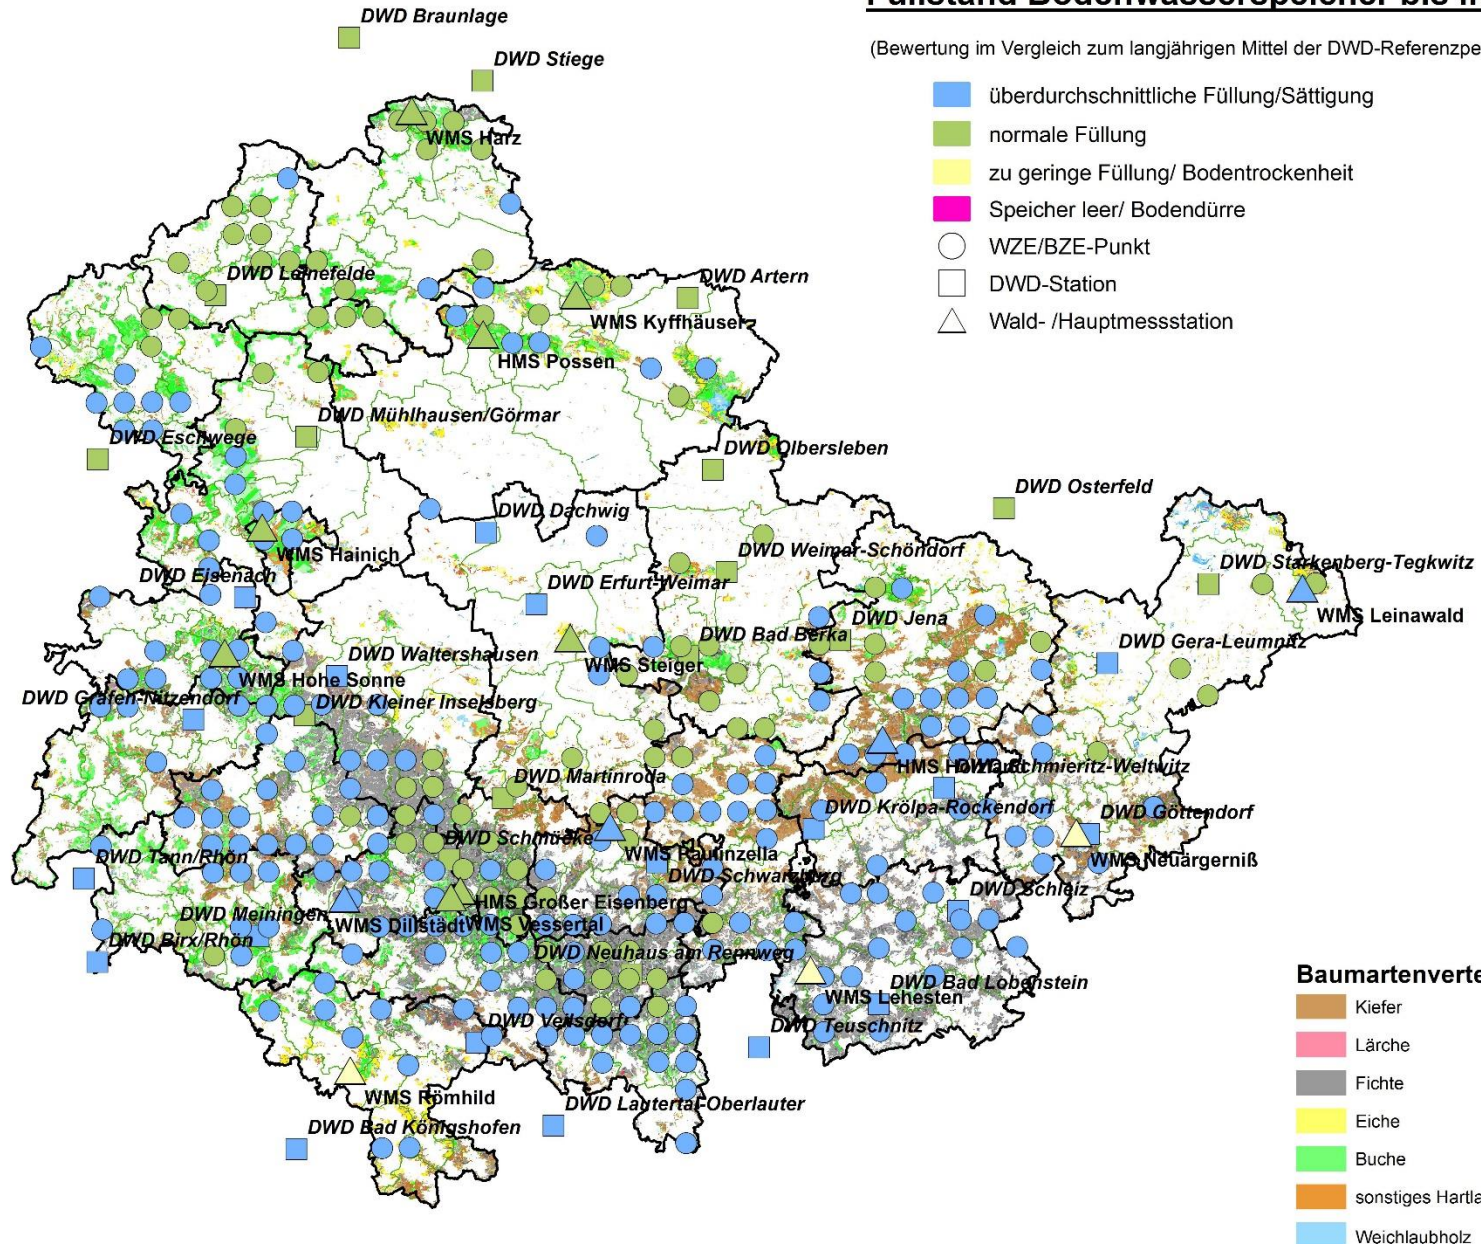 Füllstand Bodenwasserspeicher bis
(Bewertung im Vergleich zum langjährigen Mittel der DWD-Referenzpe
überdurchschnittliche Füllung/Sättigung
normale Füllung
zu geringe Füllung/ Bodentrockenheit
Speicher leer/ Bodendürre
WZE/BZE-Punkt
DWD-Station
Wald- /Hauptmessstation
DWD Braunlage
DWD Stiege
WMS Harz
DWD Leinefelde
DWD Artern
WMS Kyffhäuser
HMS Possen
DWD Mühlhausen/Görmar
DWD Eschwege
DWD Olbersleben
DWD Osterfeld
DWD Dachwig
WMS Hainich
DWD Weimar-Schöndorf
DWD Starkenberg-Tegkwitz
DWD Eisenach
DWD Erfurt-Weimar
WMS Leinawald
DWD Jena
DWD Bad Berka
DWD Gera-Leumnitz
DWD Waltershausen
WMS Steiger
WMS Hohe Sonne
DWD Gräfen-Nitzendorf
DWD Kleiner Inselsberg
HMS Holzland
DWD Schmieritz-Weltwitz
DWD Martinroda
DWD Krölpa-Rockendorf
DWD Göttendorf
DWD Schmücke
WMS Paulinzella
WMS Neuärgerniß
DWD Tann/Rhön
DWD Schwarzburg
DWD Schleiz
HMS Großer Eisenberg
DWD Meiningen
WMS Dillstädt
WMS Vessertal
DWD Birx/Rhön
DWD Neuhaus am Rennweg
DWD Bad Lobenstein
WMS Lehesten
DWD Veilsdorf
DWD Teuschnitz
WMS Römhild
DWD Lautertal-Oberlauter
DWD Bad Königshofen
Baumartenverte
Kiefer
Lärche
Fichte
Eiche
Buche
sonstiges Hartla
Weichlaubholz